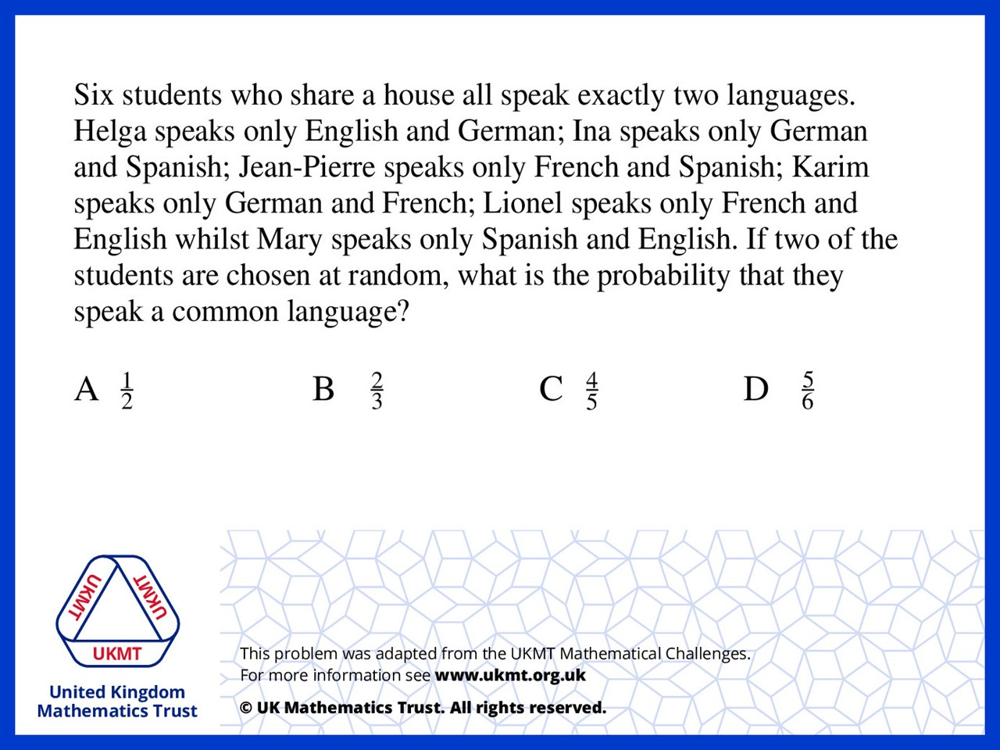 Six students who share a house all speak exactly two languages.
Helga speaks only English and German; Ina speaks only German
and Spanish; Jean-Pierre speaks only French and Spanish; Karim
speaks only German and French; Lionel speaks only French and
English whilst Mary speaks only Spanish and English. If two of the
students are chosen at random, what is the probability that they
speak a common language?
A 1/2 B 2/3 C 4/5 D 5/6
UKMT UKMT
UKMT
United Kingdom
Mathematics Trust
This problem was adapted from the UKMT Mathematical Challenges.
For more information see www.ukmt.org.uk
© UK Mathematics Trust. All rights reserved.